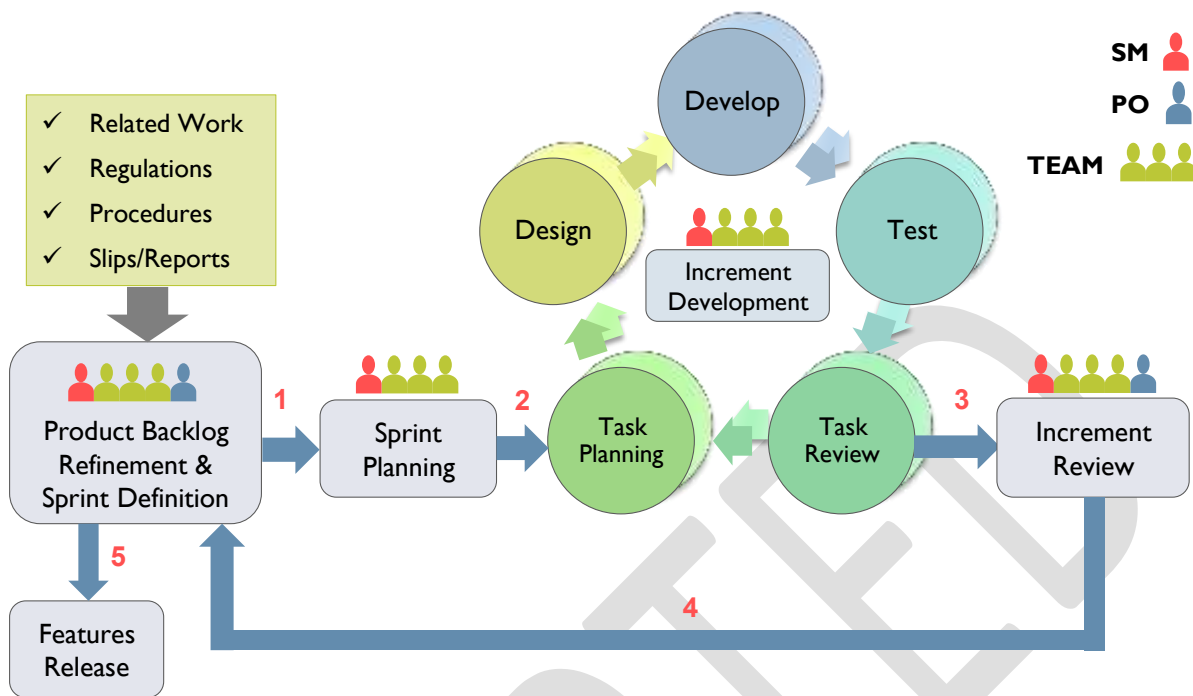 SM
PO
TEAM
✓ Related Work
✓ Regulations
✓ Procedures
✓ Slips/Reports
Develop
Design
Test
Increment
Development
Product Backlog
Refinement &
Sprint Definition
1
Sprint
Planning
2
Task
Planning
Task
Review
3
Increment
Review
4
5
Features
Release